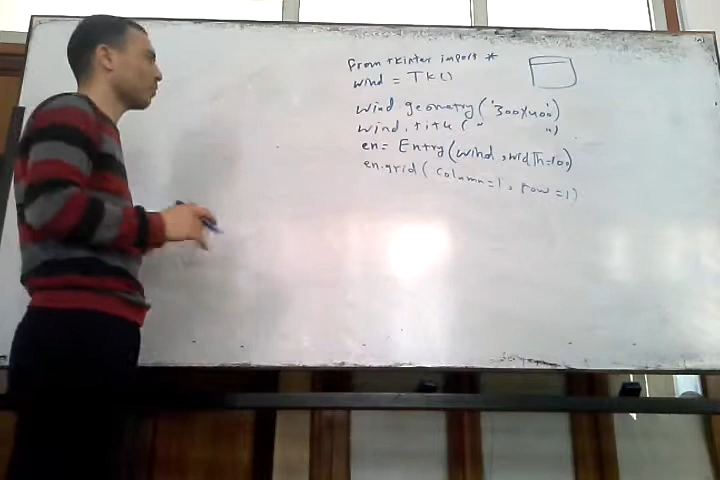 from tkinter import *
wind = Tk()
wind geometry('300x400')
wind.title(" ")
en= Entry(wind, width=100)
en.grid(column=1, row=1)